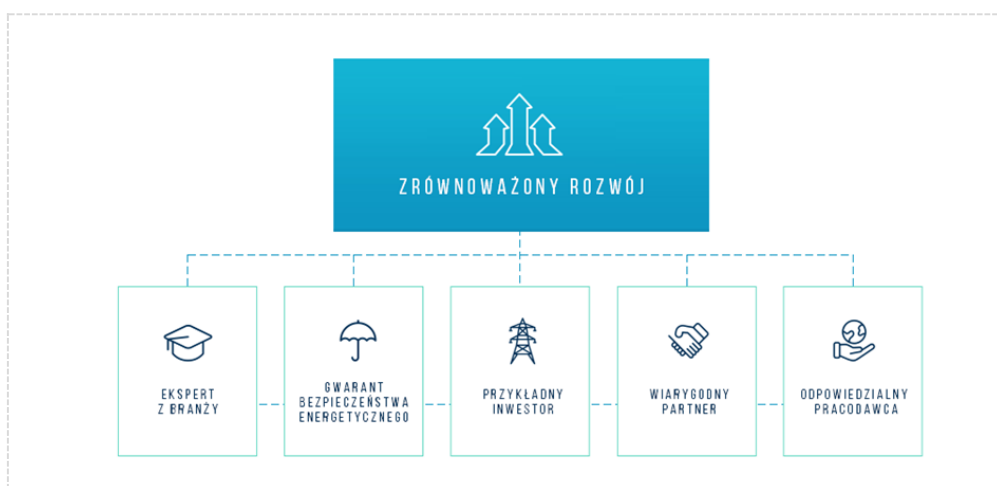 ZRÓWNOWAŻONY ROZWÓJ
EKSPERT
Z BRANŻY
GWARANT
BEZPIECZEŃSTWA
ENERGETYCZNEGO
PRZYKŁADNY
INWESTOR
WIARYGODNY
PARTNER
ODPOWIEDZIALNY
PRACODAWCA